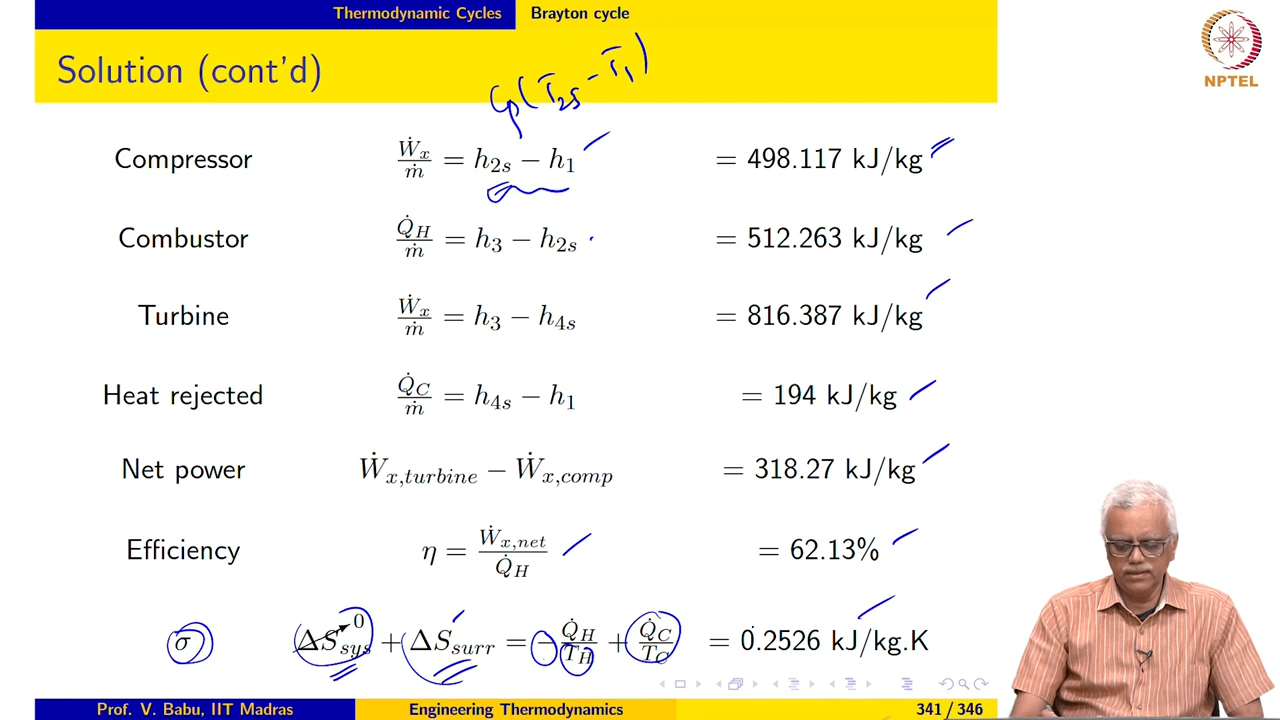 Thermodynamic Cycles Brayton cycle
Solution (cont'd)
Cp(T2s - T1)
NPTEL
Compressor Ẇx/ṁ = h2s − h1 = 498.117 kJ/kg
Combustor Q̇H/ṁ = h3 − h2s = 512.263 kJ/kg
Turbine Ẇx/ṁ = h3 − h4s = 816.387 kJ/kg
Heat rejected Q̇C/ṁ = h4s − h1 = 194 kJ/kg
Net power Ẇx,turbine − Ẇx,comp = 318.27 kJ/kg
Efficiency η = Ẇx,net/Q̇H = 62.13%
σ ΔSsys 0 + ΔSsurr = − Q̇H/TH + Q̇C/TC = 0.2526 kJ/kg.K
Prof. V. Babu, IIT Madras Engineering Thermodynamics 341 / 346